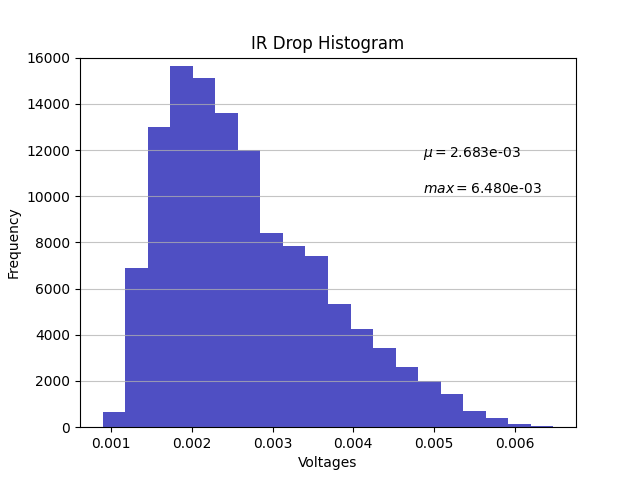 IR Drop Histogram
16000
14000
12000
10000
8000
6000
4000
2000
0
Frequency
μ = 2.683e-03
max = 6.480e-03
0.001 0.002 0.003 0.004 0.005 0.006
Voltages